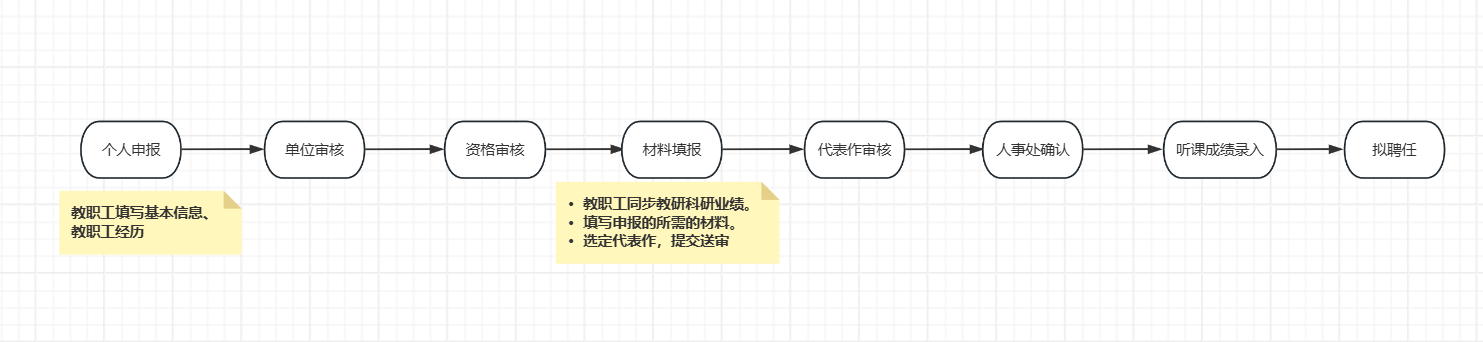 个人申报
单位审核
资格审核
材料填报
代表作审核
人事处确认
听课成绩录入
拟聘任
教职工填写基本信息、
教职工经历
• 教职工同步教研科研业绩。
• 填写申报的所需的材料。
• 选定代表作，提交送审